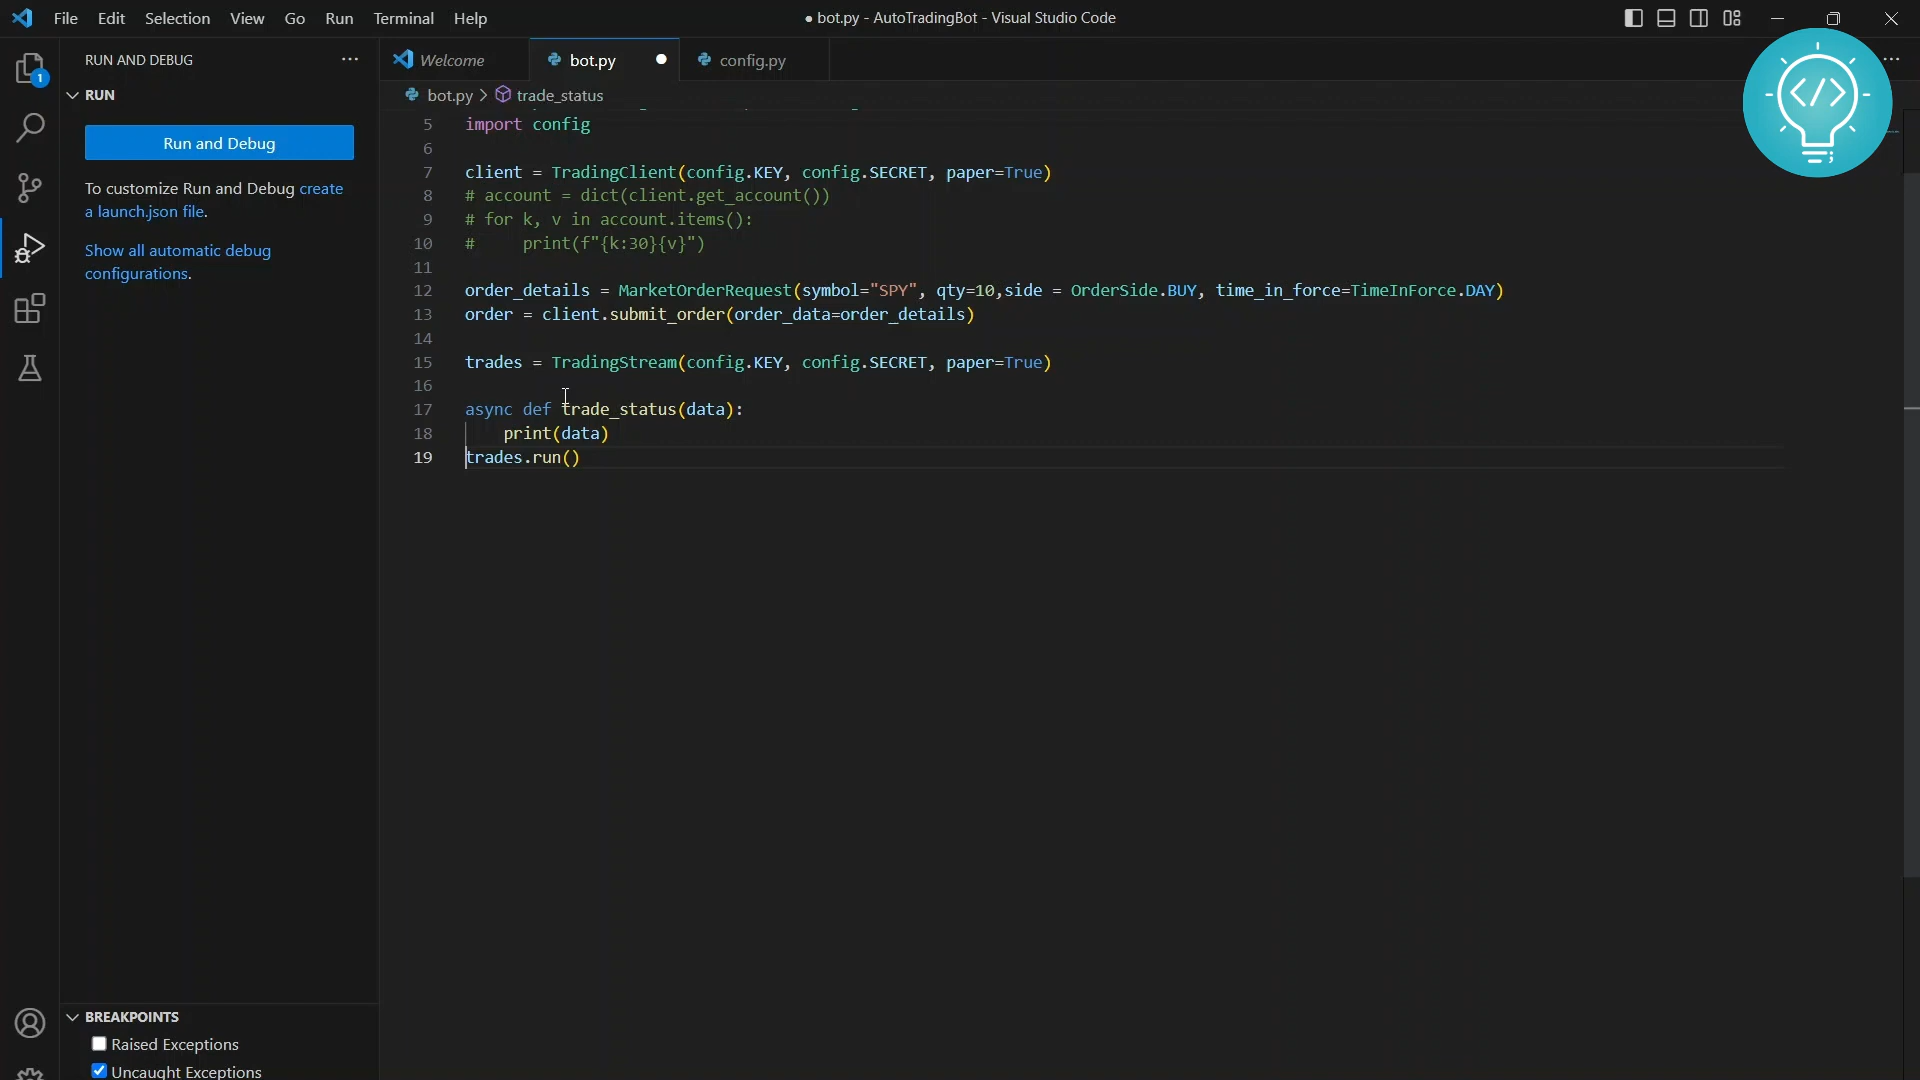 File Edit Selection View Go Run Terminal Help
● bot.py - AutoTradingBot - Visual Studio Code
RUN AND DEBUG ...
Welcome
bot.py
config.py
...
1
RUN
bot.py > trade_status
</>
;
Run and Debug
To customize Run and Debug create
a launch.json file.
Show all automatic debug
configurations.
5 import config
6
7 client = TradingClient(config.KEY, config.SECRET, paper=True)
8 # account = dict(client.get_account())
9 # for k, v in account.items():
10 #     print(f"{k:30}{v}")
11
12 order_details = MarketOrderRequest(symbol="SPY", qty=10,side = OrderSide.BUY, time_in_force=TimeInForce.DAY)
13 order = client.submit_order(order_data=order_details)
14
15 trades = TradingStream(config.KEY, config.SECRET, paper=True)
16
17 async def trade_status(data):
18     print(data)
19 trades.run()
BREAKPOINTS
Raised Exceptions
Uncaught Exceptions